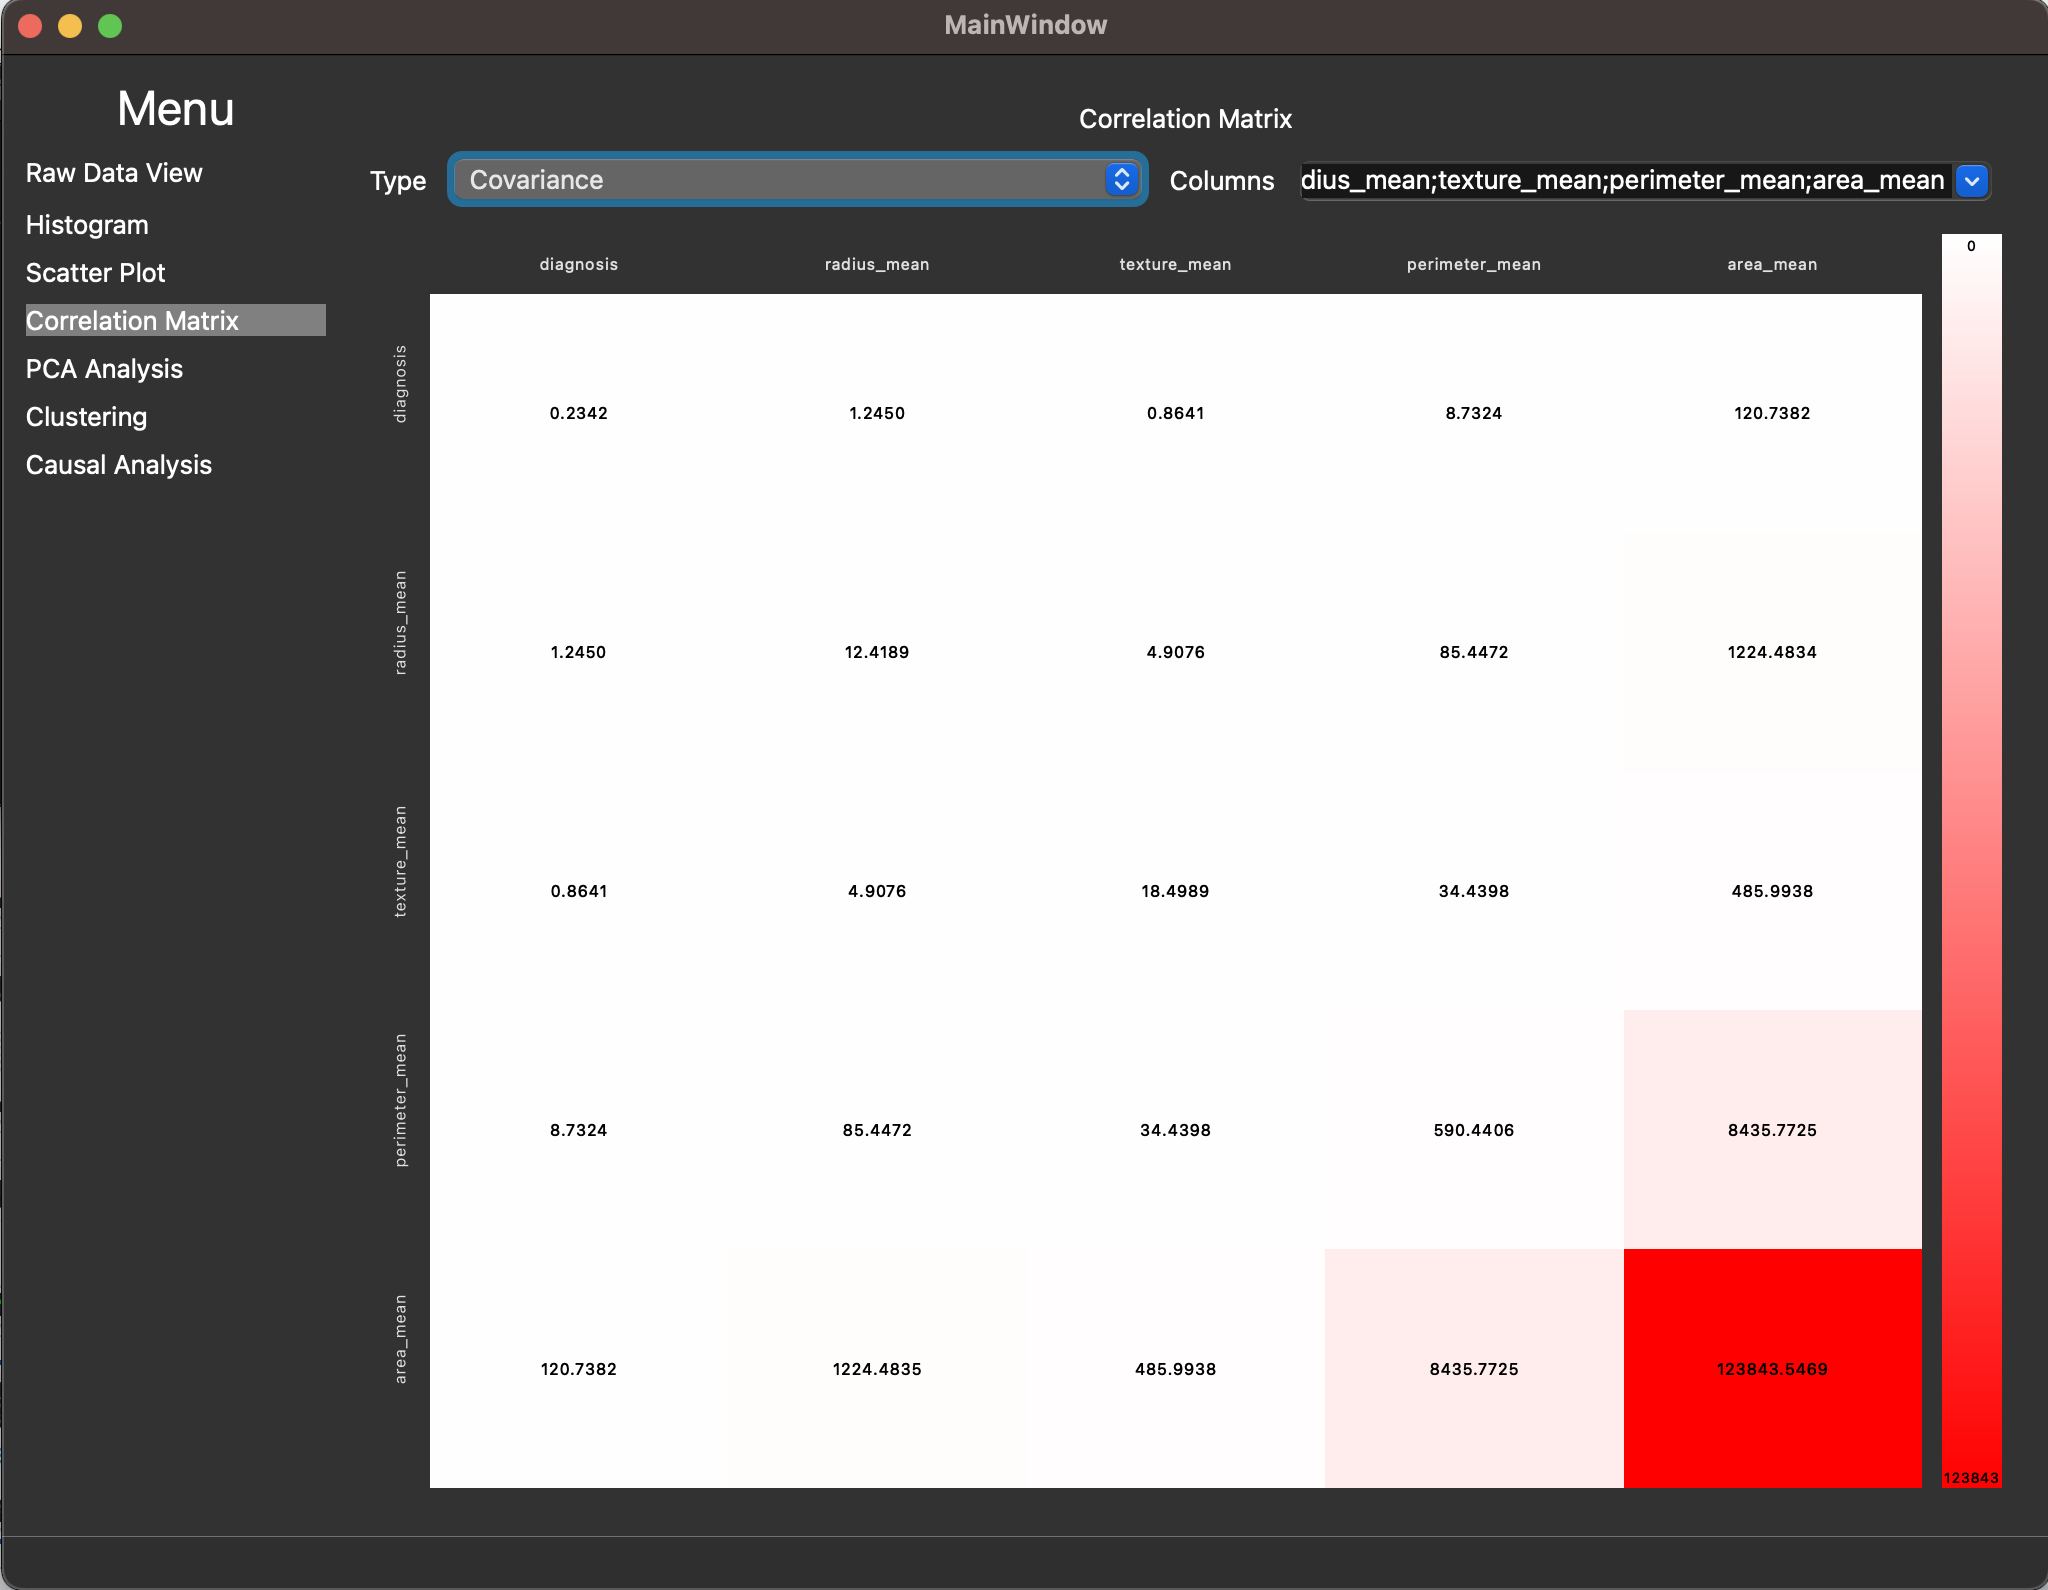 MainWindow
Menu
Raw Data View
Histogram
Scatter Plot
Correlation Matrix
PCA Analysis
Clustering
Causal Analysis
Correlation Matrix
Type Covariance Columns dius_mean;texture_mean;perimeter_mean;area_mean
diagnosis radius_mean texture_mean perimeter_mean area_mean
diagnosis 0.2342 1.2450 0.8641 8.7324 120.7382
radius_mean 1.2450 12.4189 4.9076 85.4472 1224.4834
texture_mean 0.8641 4.9076 18.4989 34.4398 485.9938
perimeter_mean 8.7324 85.4472 34.4398 590.4406 8435.7725
area_mean 120.7382 1224.4835 485.9938 8435.7725 123843.5469
0
123843